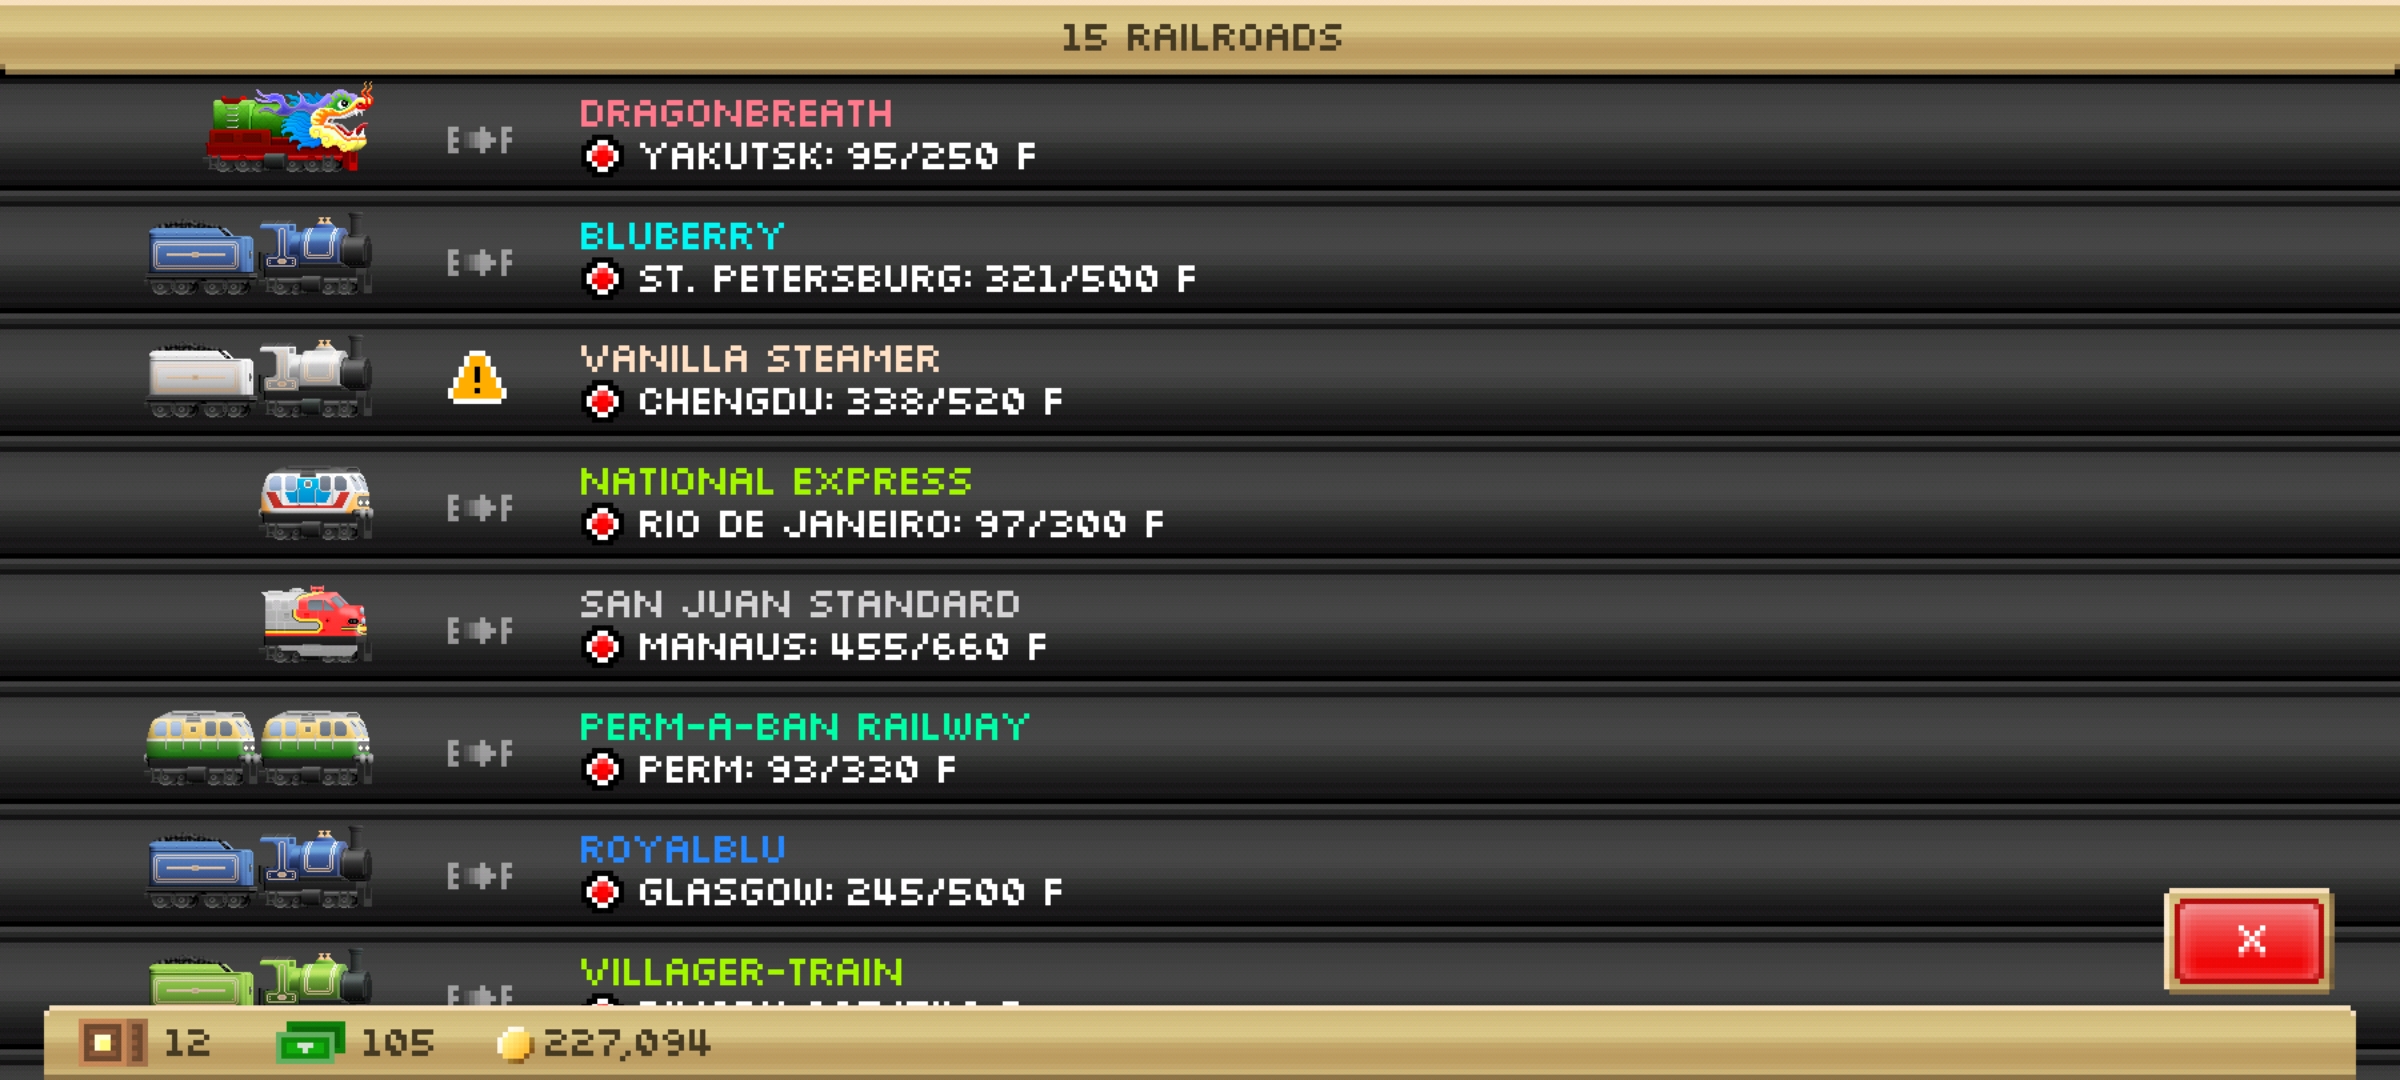 15 RAILROADS
DRAGONBREATH
E F
YAKUTSK: 95/250 F
BLUBERRY
E F
ST. PETERSBURG: 321/500 F
VANILLA STEAMER
!
CHENGDU: 338/520 F
NATIONAL EXPRESS
E F
RIO DE JANEIRO: 97/300 F
SAN JUAN STANDARD
E F
MANAUS: 455/660 F
PERM-A-BAN RAILWAY
E F
PERM: 93/330 F
ROYALBLU
E F
GLASGOW: 245/500 F
X
VILLAGER-TRAIN
E F
12 105 227,094